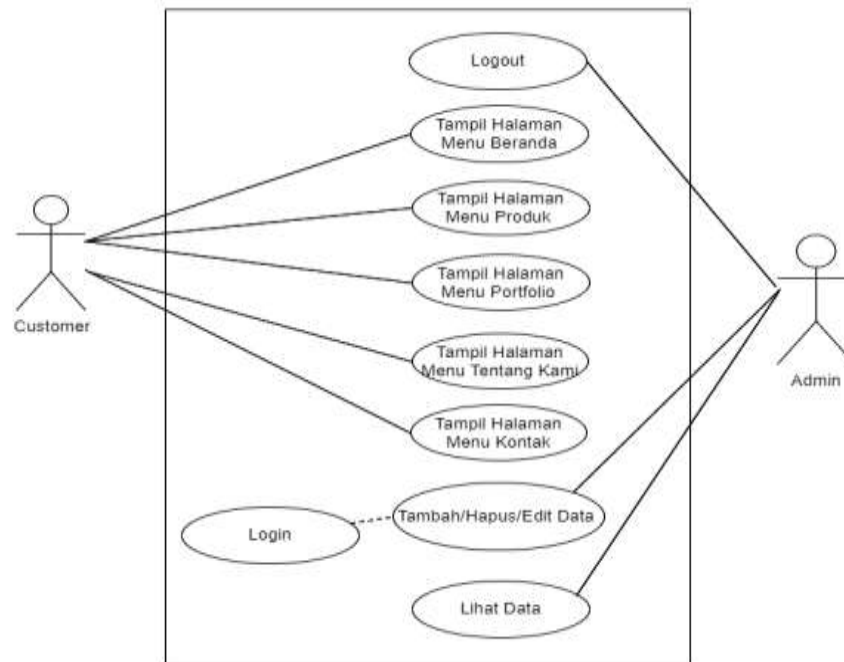 Logout
Tampil Halaman
Menu Beranda
Tampil Halaman
Menu Produk
Tampil Halaman
Menu Portfolio
Customer
Tampil Halaman
Menu Tentang Kami
Admin
Tampil Halaman
Menu Kontak
Tambah/Hapus/Edit Data
Login
Lihat Data